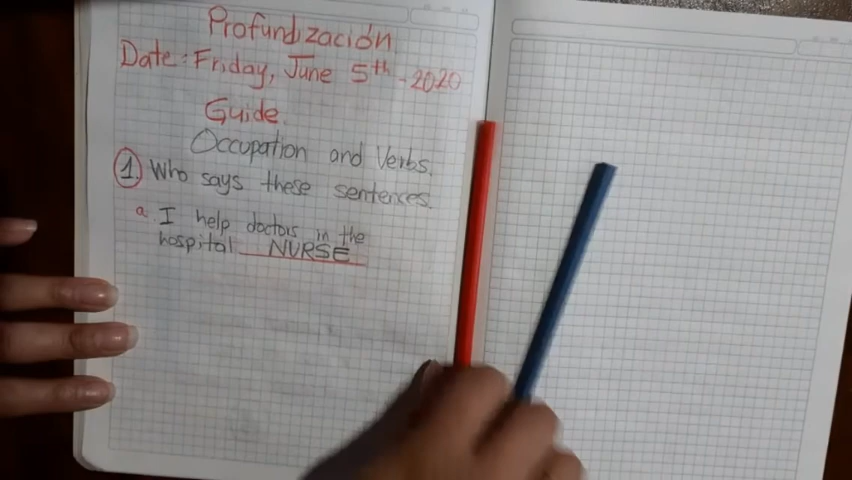 Profundización
Date: Friday, June 5th - 2020
Guide.
Occupation and Verbs.
1. Who says these sentences.
a. I help doctors in the
hospital NURSE